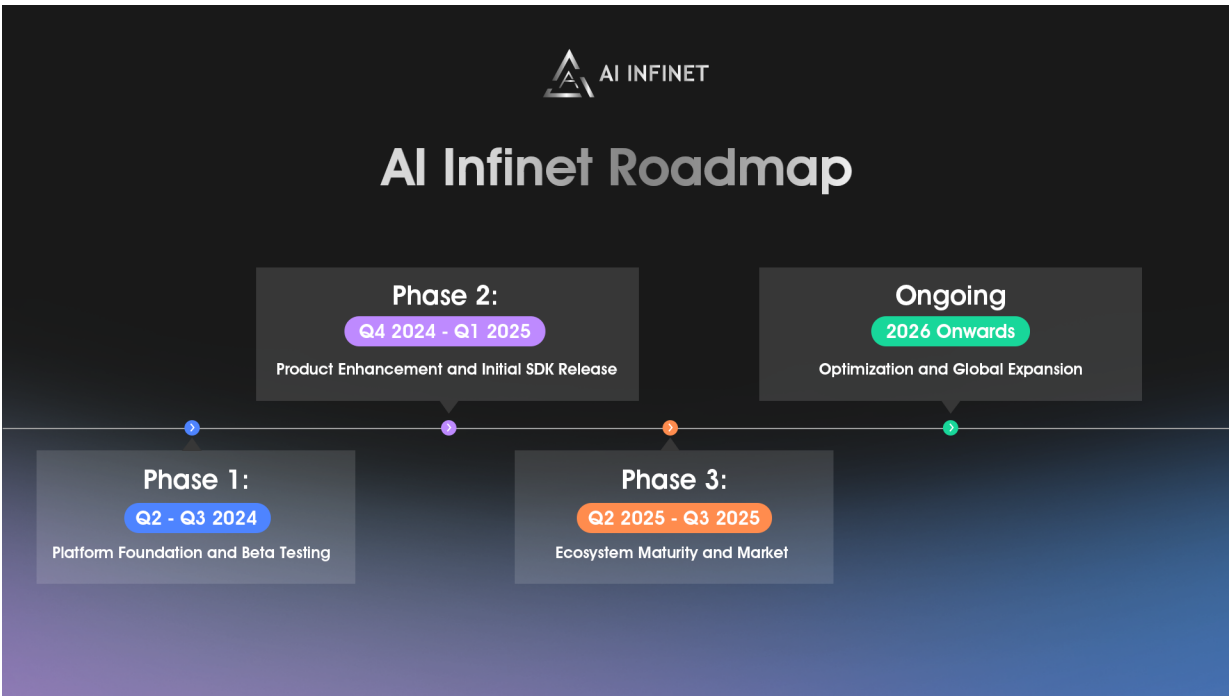 AI INFINET
AI Infinet Roadmap
Phase 1:
Q2 - Q3 2024
Platform Foundation and Beta Testing
Phase 2:
Q4 2024 - Q1 2025
Product Enhancement and Initial SDK Release
Phase 3:
Q2 2025 - Q3 2025
Ecosystem Maturity and Market
Ongoing
2026 Onwards
Optimization and Global Expansion